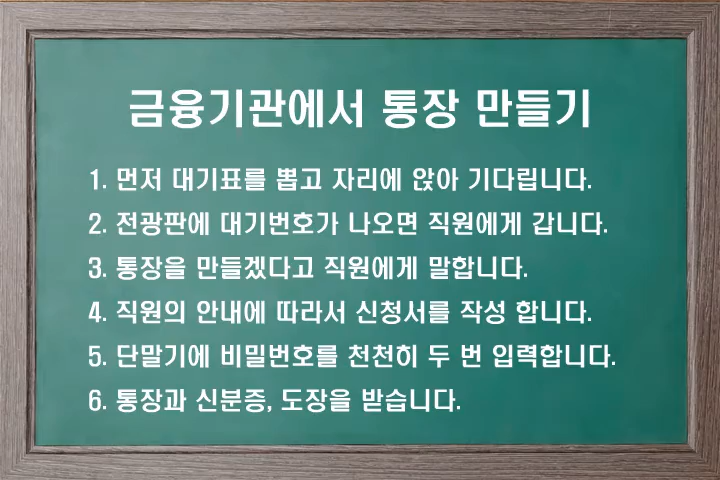 금융기관에서 통장 만들기
1. 먼저 대기표를 뽑고 자리에 앉아 기다립니다.
2. 전광판에 대기번호가 나오면 직원에게 갑니다.
3. 통장을 만들겠다고 직원에게 말합니다.
4. 직원의 안내에 따라서 신청서를 작성 합니다.
5. 단말기에 비밀번호를 천천히 두 번 입력합니다.
6. 통장과 신분증, 도장을 받습니다.